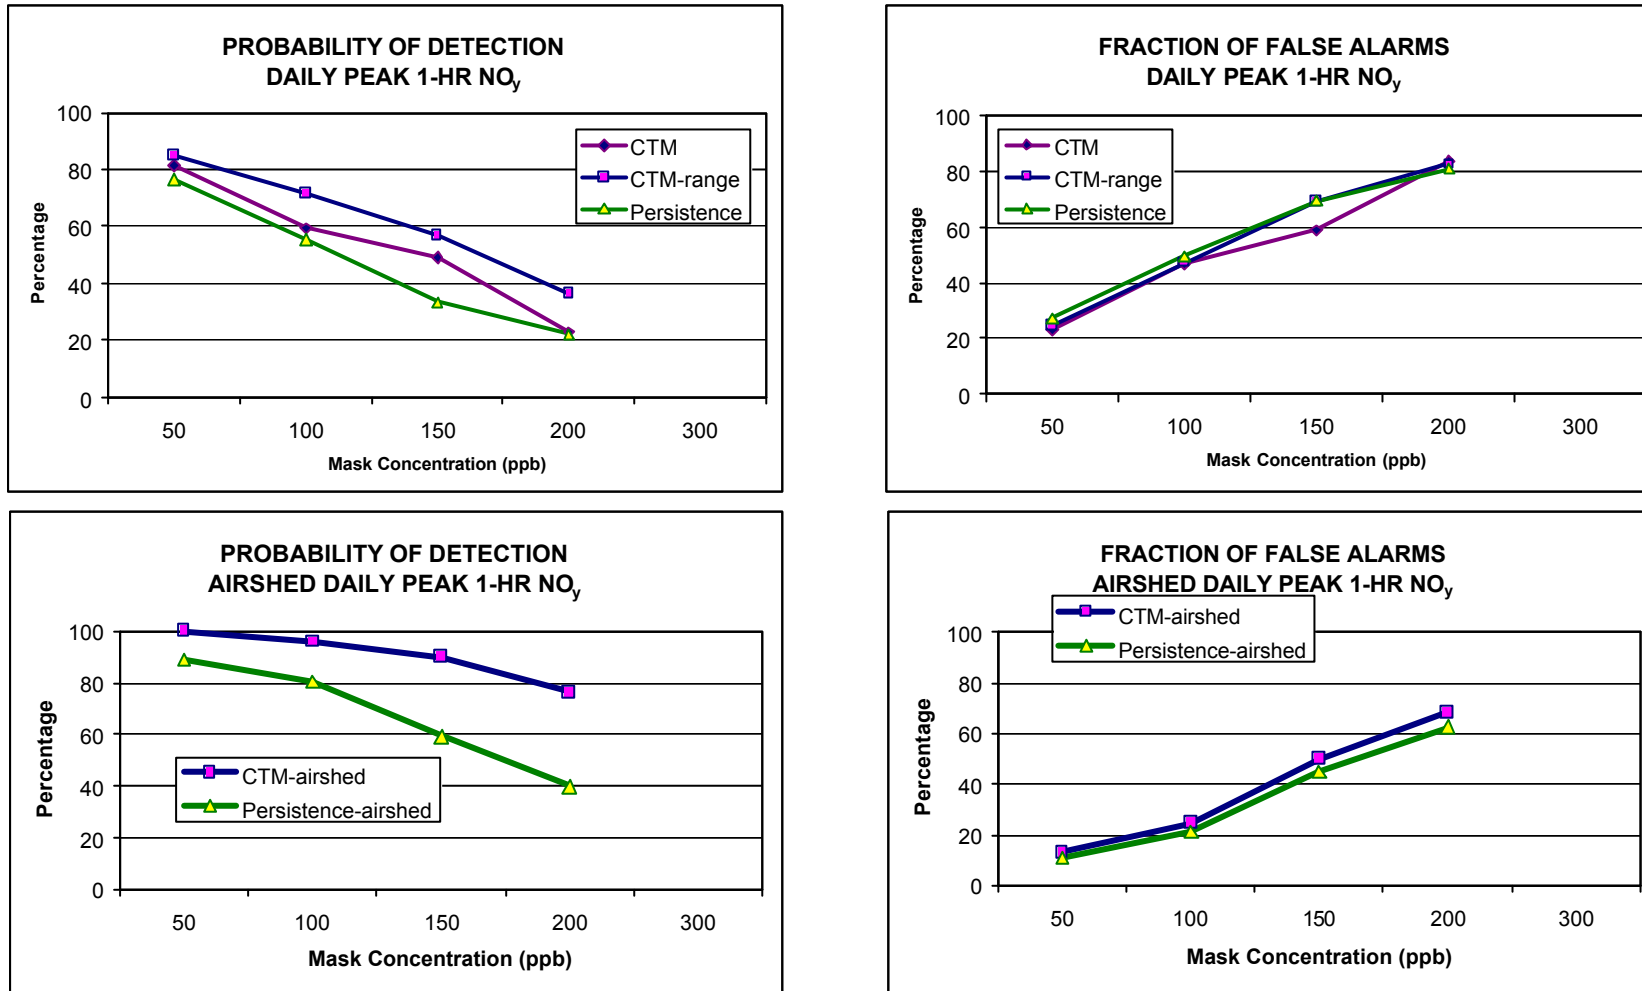 PROBABILITY OF DETECTION
DAILY PEAK 1-HR NOy
100
80
60
40
20
0
Percentage
CTM
CTM-range
Persistence
50 100 150 200 300
Mask Concentration (ppb)
FRACTION OF FALSE ALARMS
DAILY PEAK 1-HR NOy
100
80
60
40
20
0
Percentage
CTM
CTM-range
Persistence
50 100 150 200 300
Mask Concentration (ppb)
PROBABILITY OF DETECTION
AIRSHED DAILY PEAK 1-HR NOy
100
80
60
40
20
0
Percentage
CTM-airshed
Persistence-airshed
50 100 150 200 300
Mask Concentration (ppb)
FRACTION OF FALSE ALARMS
AIRSHED DAILY PEAK 1-HR NOy
CTM-airshed
Persistence-airshed
100
80
60
40
20
0
Percentage
50 100 150 200 300
Mask Concentration (ppb)